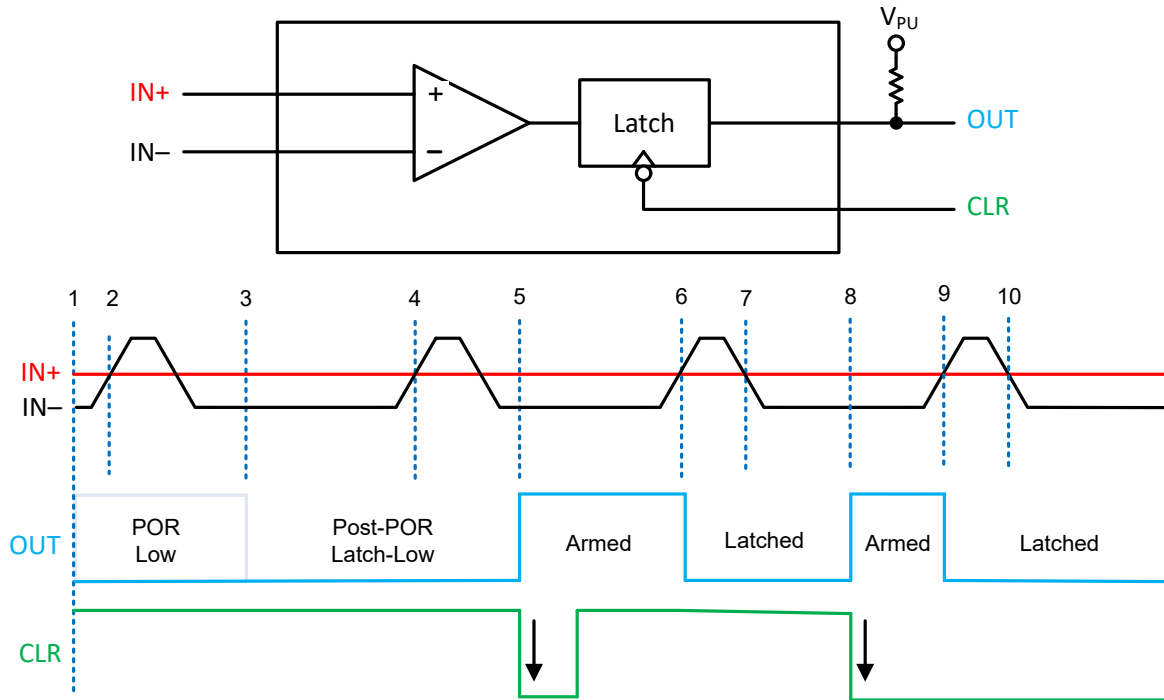 VPU
IN+
+
Latch
OUT
IN–
–
CLR
1 2 3 4 5 6 7 8 9 10
IN+
IN–
OUT
POR
Low
Post-POR
Latch-Low
Armed
Latched
Armed
Latched
CLR